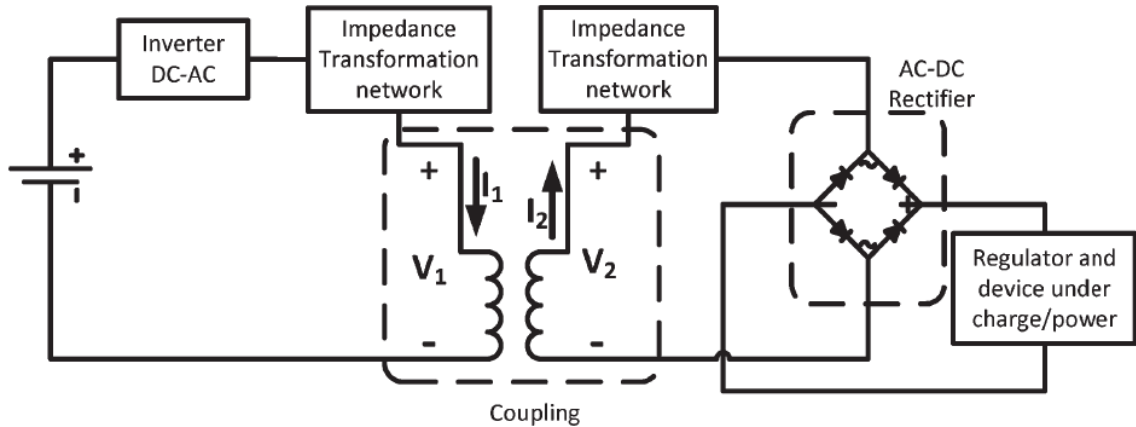 Inverter
DC-AC
Impedance
Transformation
network
Impedance
Transformation
network
AC-DC
Rectifier
+
-
+
I₁
V₁
-
+
I₂
V₂
-
~
~
-
+
Regulator and
device under
charge/power
Coupling